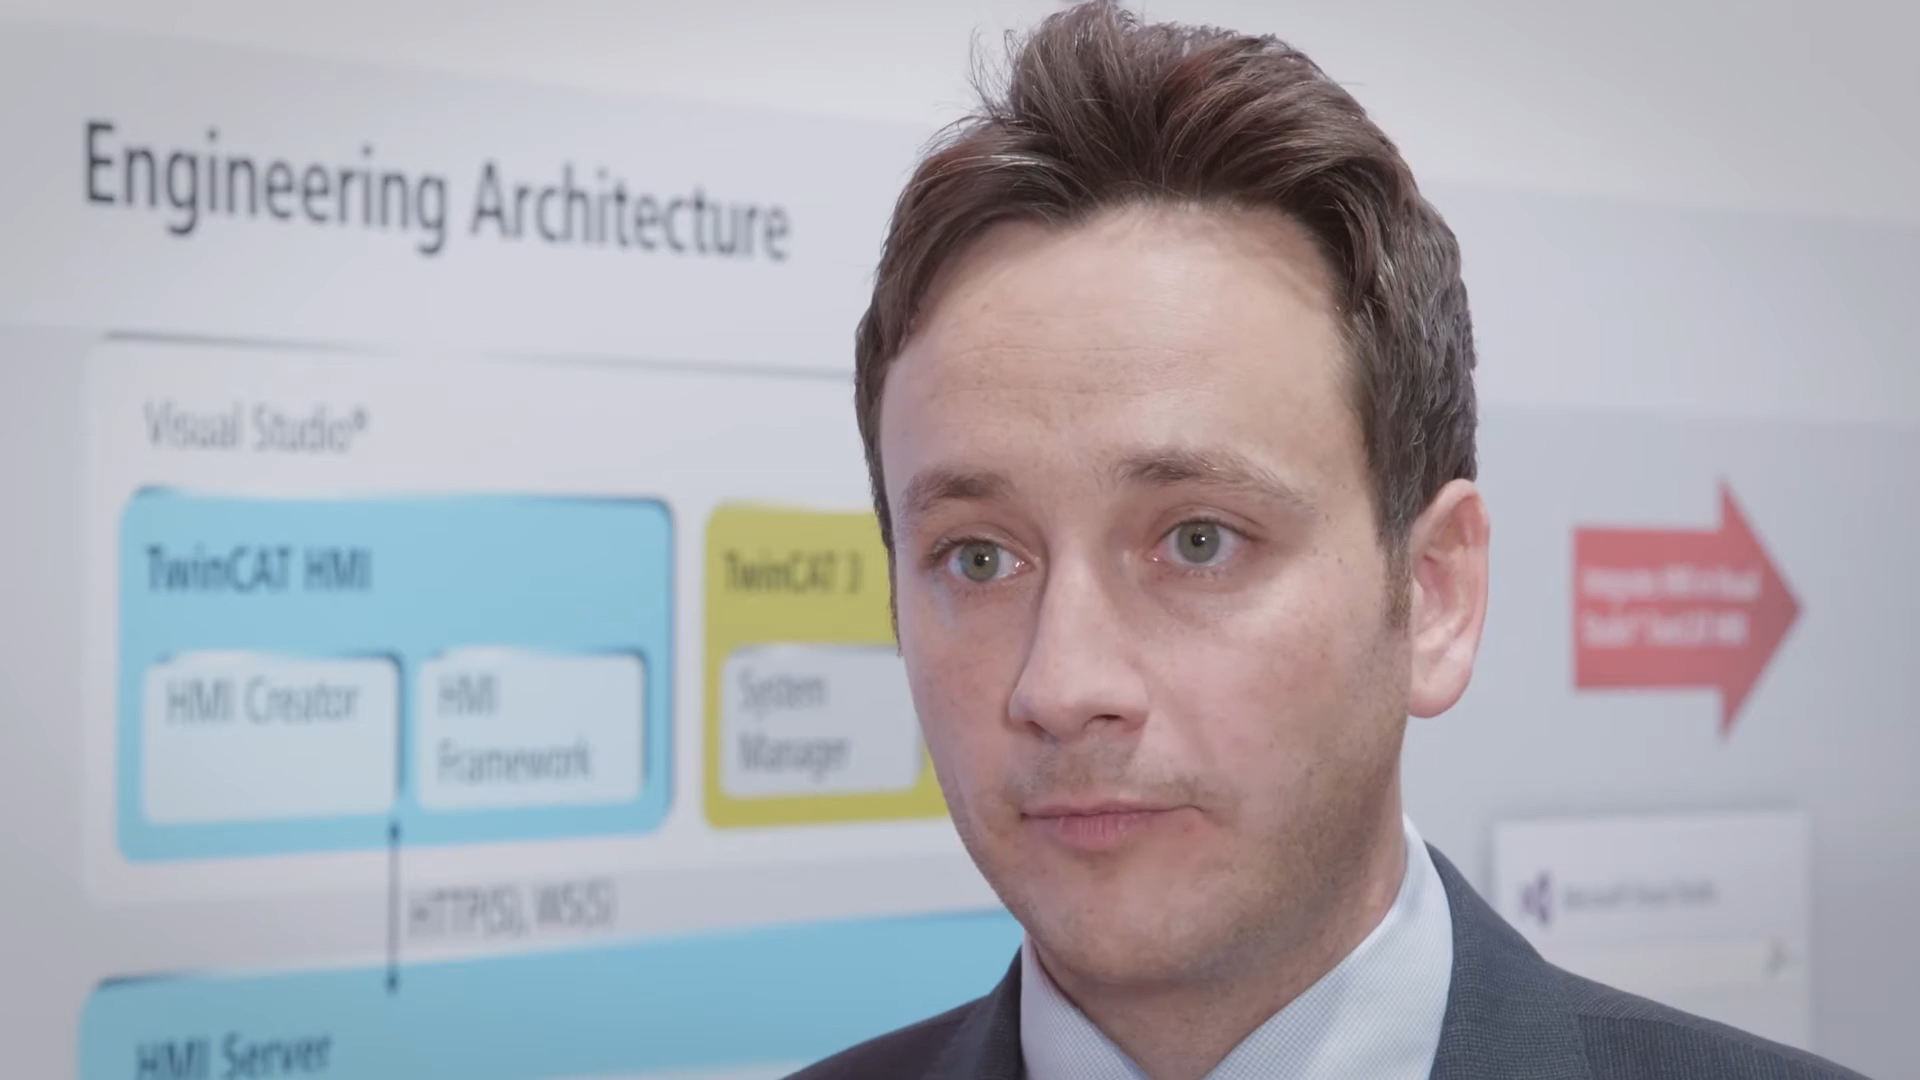 Engineering Architecture
Visual Studio®
TwinCAT HMI
TwinCAT 3
HMI Creator
HMI
Framework
System
Manager
HTTP(S), WS(S)
HMI Server